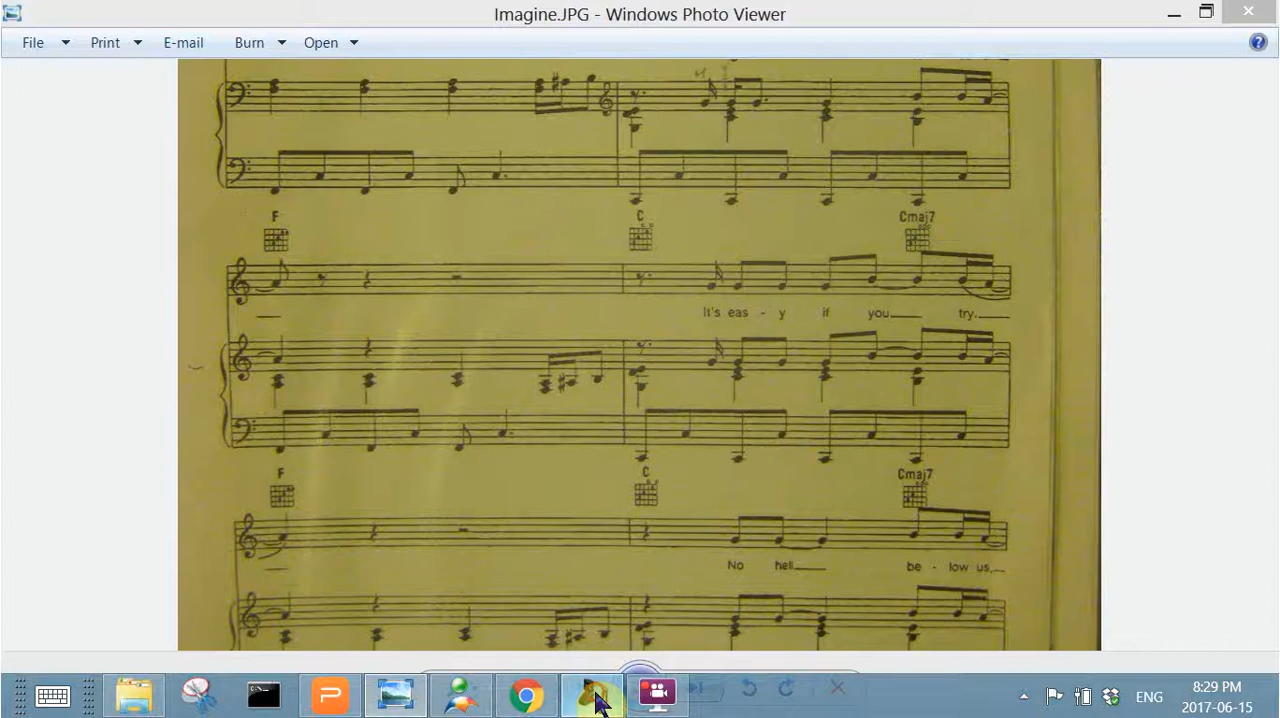 Imagine.JPG - Windows Photo Viewer
File Print E-mail Burn Open
F C Cmaj7
It's eas - y if you try.
F C Cmaj7
No hell be - low us,
ENG
8:29 PM
2017-06-15